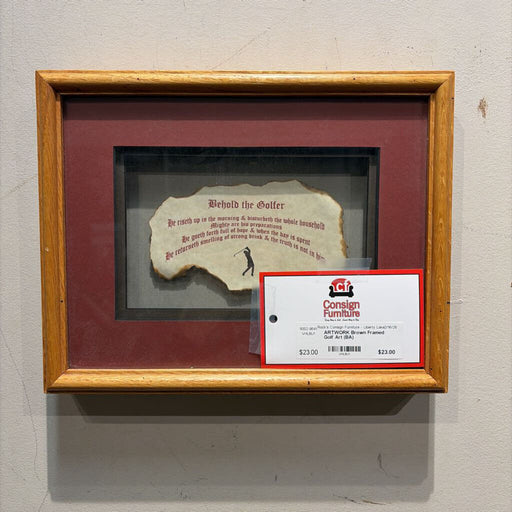 Behold the Golfer
He riseth up in the morning & disturbeth the whole household
Mighty are his preparations
He goeth forth full of hope & when the day is spent
He returneth smelling of strong drink & the truth is not in him
cf
Consign
Furniture
ARTWORK Brown Framed
Golf Art (BA)
$23.00
$23.00